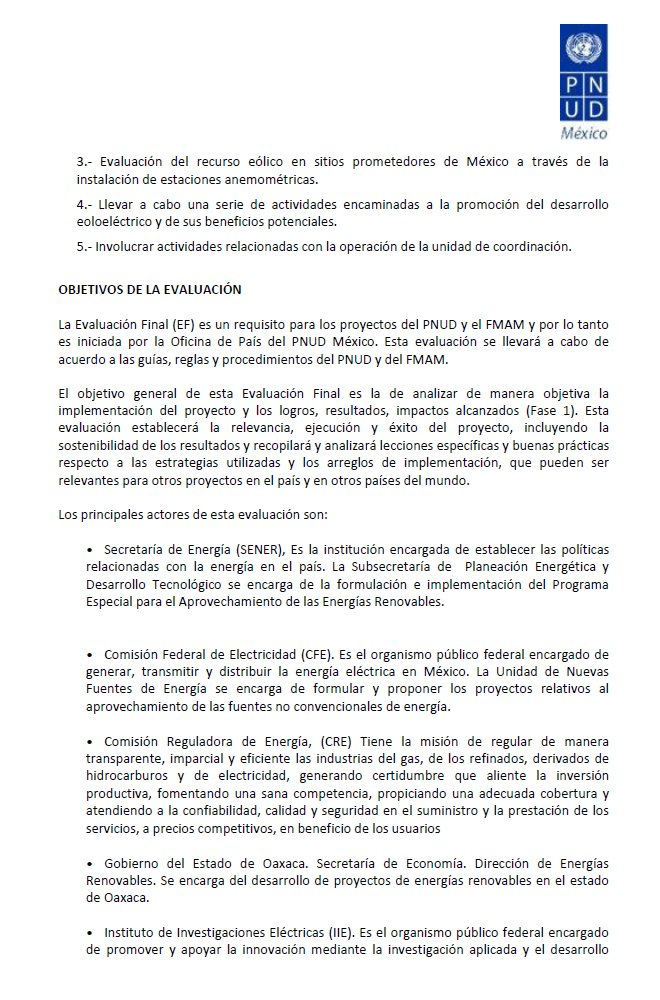 P N
U D
México
3.- Evaluación del recurso eólico en sitios prometedores de México a través de la
instalación de estaciones anemométricas.
4.- Llevar a cabo una serie de actividades encaminadas a la promoción del desarrollo
eoloeléctrico y de sus beneficios potenciales.
5.- Involucrar actividades relacionadas con la operación de la unidad de coordinación.
OBJETIVOS DE LA EVALUACIÓN
La Evaluación Final (EF) es un requisito para los proyectos del PNUD y el FMAM y por lo tanto
es iniciada por la Oficina de País del PNUD México. Esta evaluación se llevará a cabo de
acuerdo a las guías, reglas y procedimientos del PNUD y del FMAM.
El objetivo general de esta Evaluación Final es la de analizar de manera objetiva la
implementación del proyecto y los logros, resultados, impactos alcanzados (Fase 1). Esta
evaluación establecerá la relevancia, ejecución y éxito del proyecto, incluyendo la
sostenibilidad de los resultados y recopilará y analizará lecciones específicas y buenas prácticas
respecto a las estrategias utilizadas y los arreglos de implementación, que pueden ser
relevantes para otros proyectos en el país y en otros países del mundo.
Los principales actores de esta evaluación son:
• Secretaría de Energía (SENER), Es la institución encargada de establecer las políticas
relacionadas con la energía en el país. La Subsecretaría de Planeación Energética y
Desarrollo Tecnológico se encarga de la formulación e implementación del Programa
Especial para el Aprovechamiento de las Energías Renovables.
• Comisión Federal de Electricidad (CFE). Es el organismo público federal encargado de
generar, transmitir y distribuir la energía eléctrica en México. La Unidad de Nuevas
Fuentes de Energía se encarga de formular y proponer los proyectos relativos al
aprovechamiento de las fuentes no convencionales de energía.
• Comisión Reguladora de Energía, (CRE) Tiene la misión de regular de manera
transparente, imparcial y eficiente las industrias del gas, de los refinados, derivados de
hidrocarburos y de electricidad, generando certidumbre que aliente la inversión
productiva, fomentando una sana competencia, propiciando una adecuada cobertura y
atendiendo a la confiabilidad, calidad y seguridad en el suministro y la prestación de los
servicios, a precios competitivos, en beneficio de los usuarios
• Gobierno del Estado de Oaxaca. Secretaría de Economía. Dirección de Energías
Renovables. Se encarga del desarrollo de proyectos de energías renovables en el estado
de Oaxaca.
• Instituto de Investigaciones Eléctricas (IIE). Es el organismo público federal encargado
de promover y apoyar la innovación mediante la investigación aplicada y el desarrollo